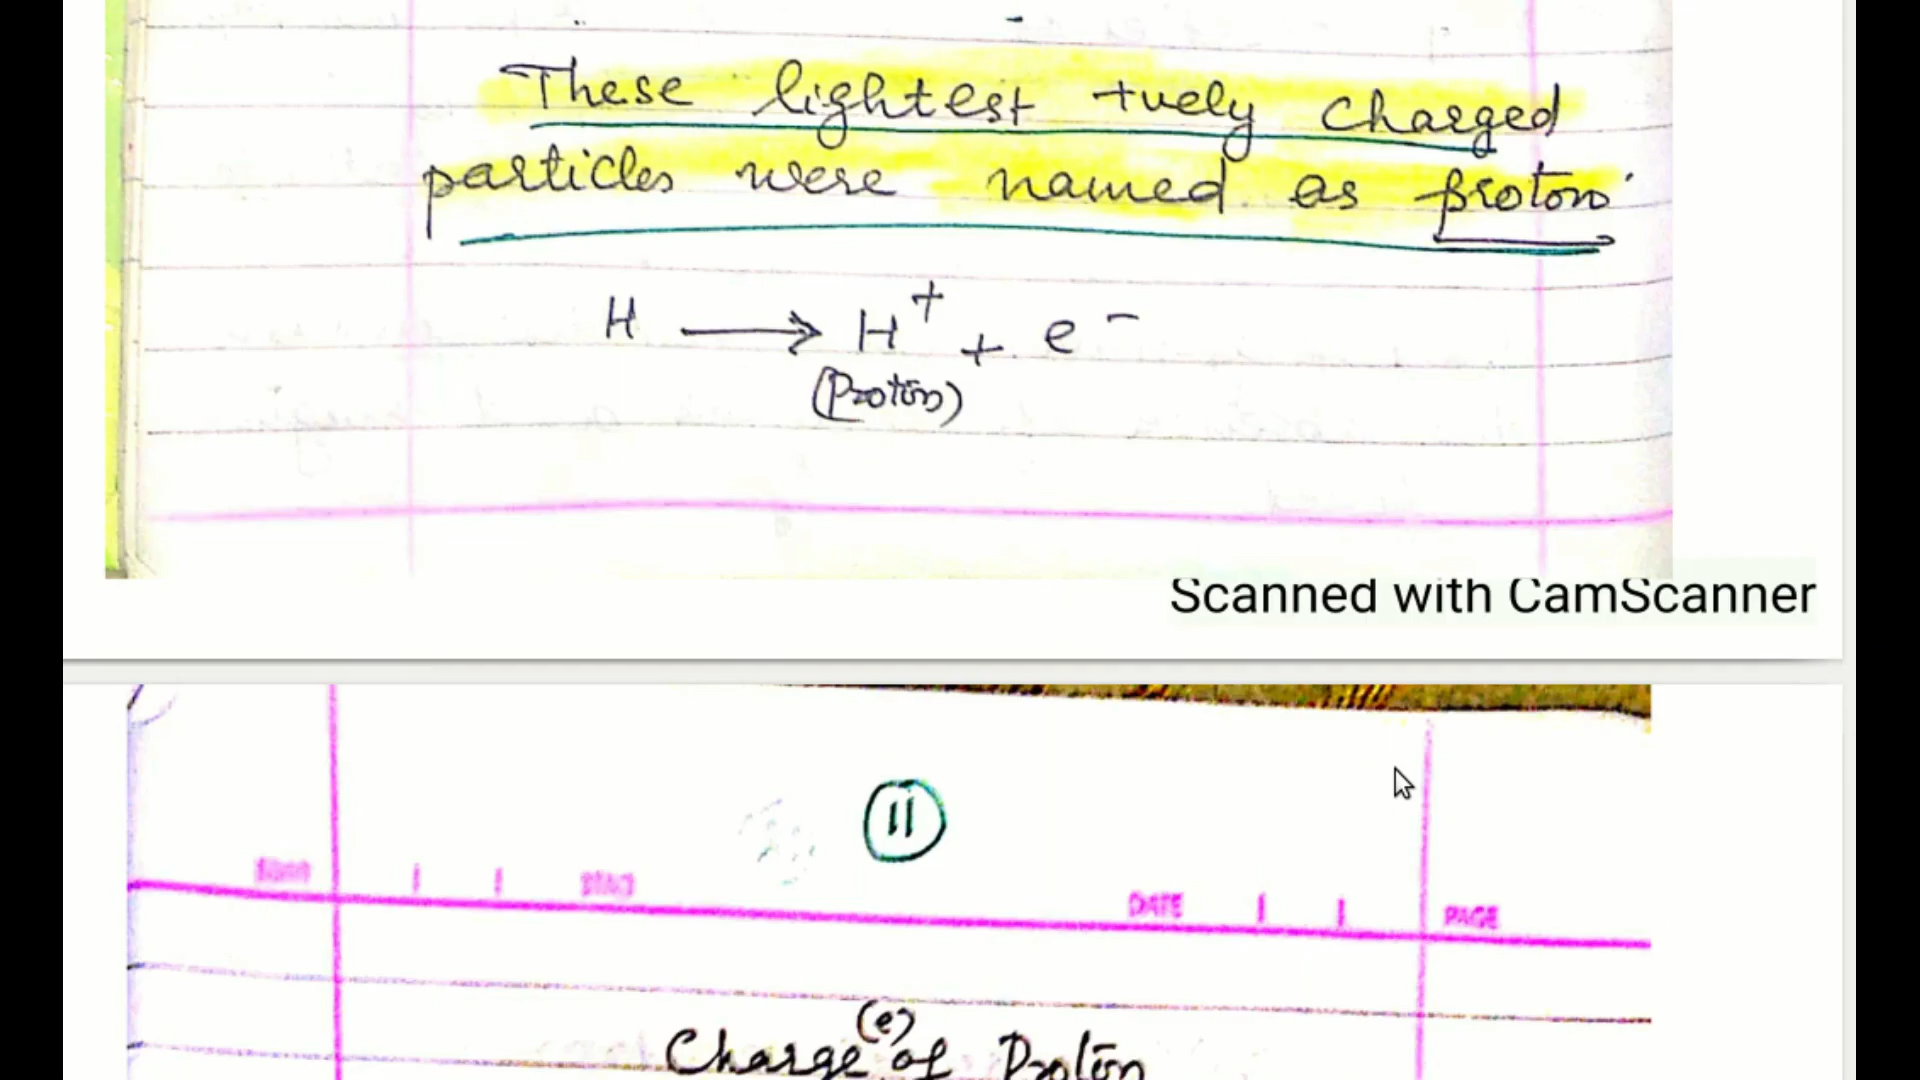 These lightest +vely charged
particles were named as proton.
H → H⁺ + e⁻
(Proton)
Scanned with CamScanner
11
DATE
PAGE
(e)
Charge of Proton